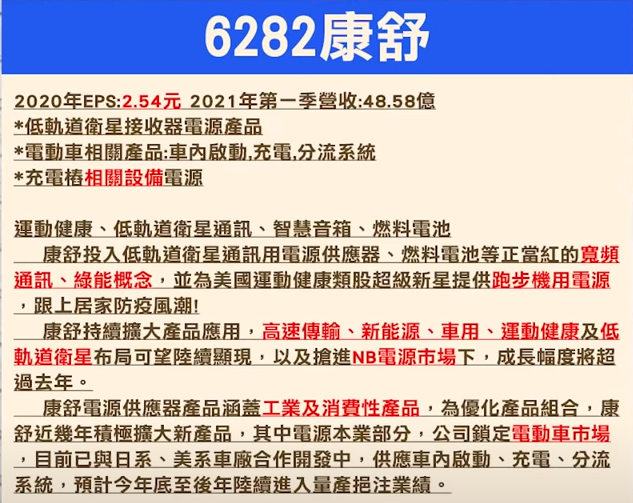 6282康舒
2020年EPS:2.54元 2021年第一季營收:48.58億
*低軌道衛星接收器電源產品
*電動車相關產品:車內啟動,充電,分流系統
*充電樁相關設備電源
運動健康、低軌道衛星通訊、智慧音箱、燃料電池
康舒投入低軌道衛星通訊用電源供應器、燃料電池等正當紅的寬頻
通訊、綠能概念，並為美國運動健康類股超級新星提供跑步機用電源
，跟上居家防疫風潮!
康舒持續擴大產品應用，高速傳輸、新能源、車用、運動健康及低
軌道衛星布局可望陸續顯現，以及搶進NB電源市場下，成長幅度將超
過去年。
康舒電源供應器產品涵蓋工業及消費性產品，為優化產品組合，康
舒近幾年積極擴大新產品，其中電源本業部分，公司鎖定電動車市場
，目前已與日系、美系車廠合作開發中，供應車內啟動、充電、分流
系統，預計今年底至後年陸續進入量產挹注業績。